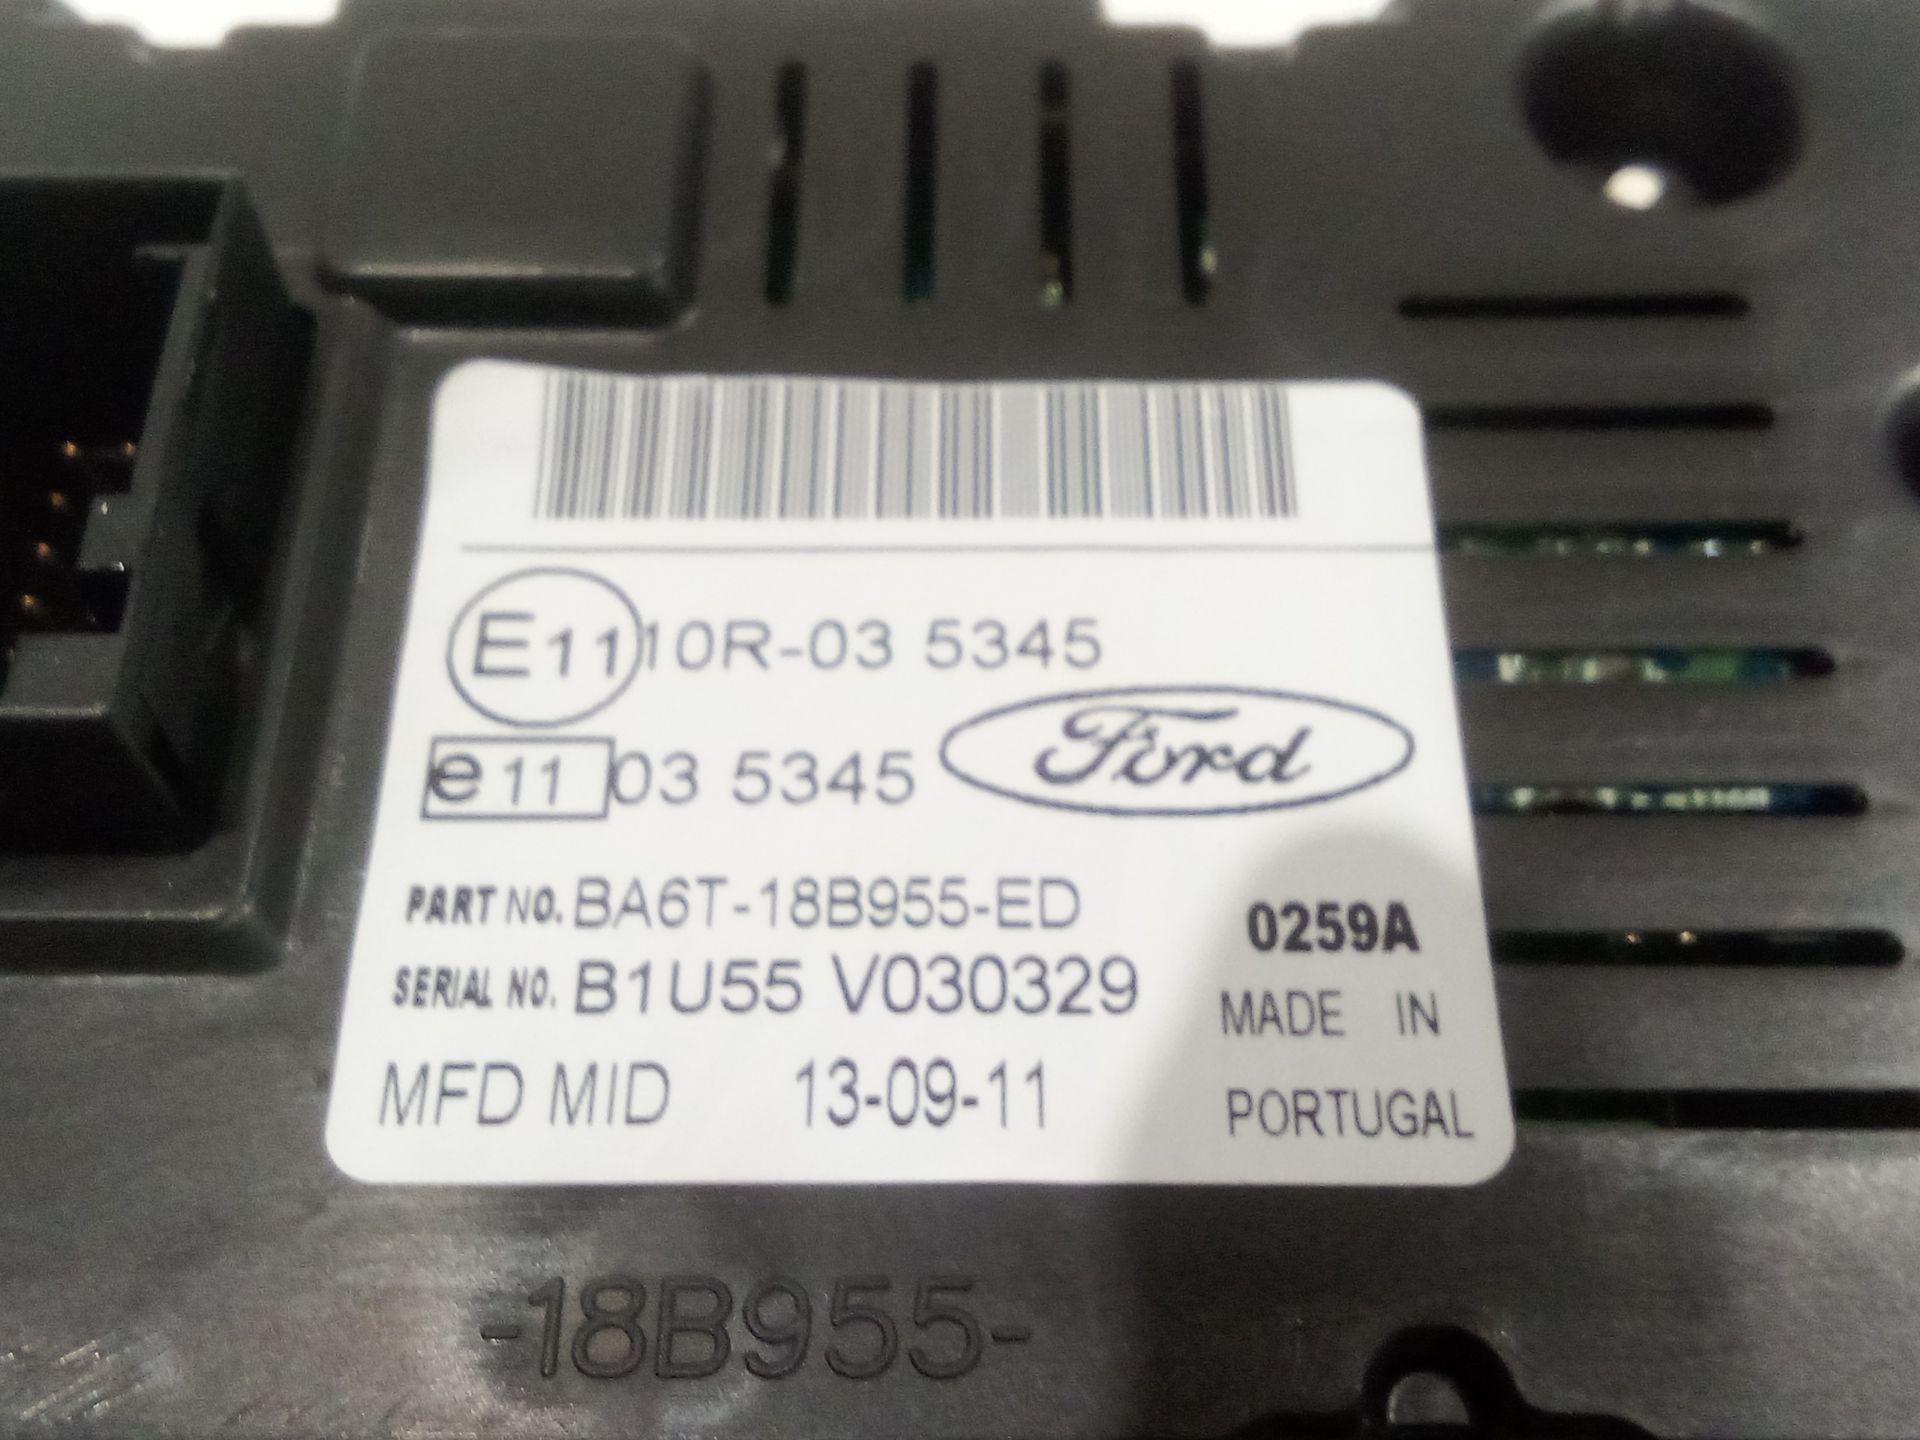 E11 10R-03 5345
e11 03 5345
Ford
PART NO. BA6T-18B955-ED
0259A
SERIAL NO. B1U55 V030329
MADE IN
MFD MID 13-09-11
PORTUGAL
-18B955-